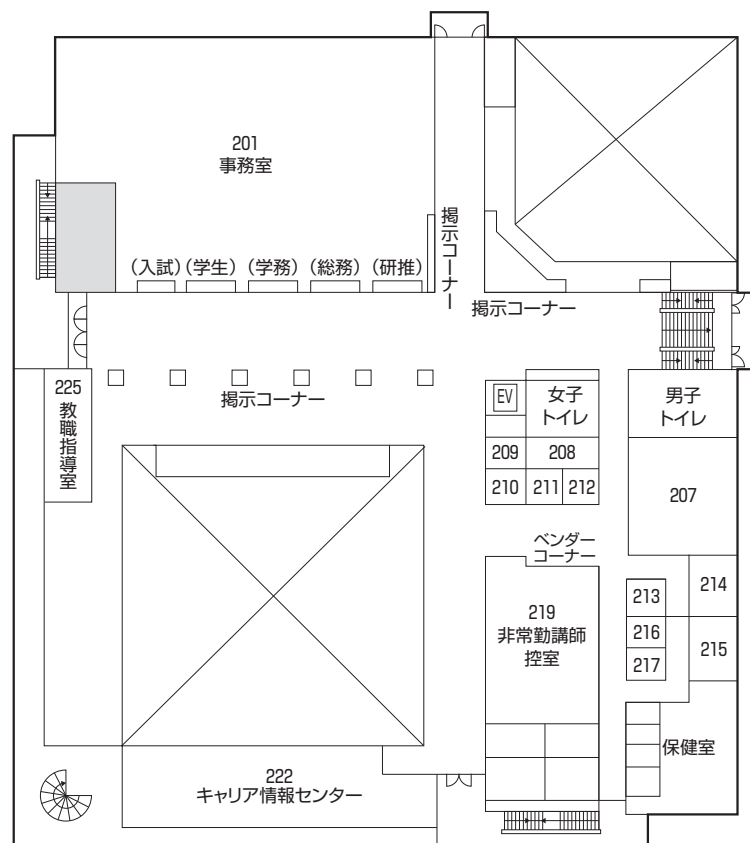 201
事務室
掲示コーナー
(入試)
(学生)
(学務)
(総務)
(研推)
掲示コーナー
225
教職指導室
掲示コーナー
EV
女子
トイレ
男子
トイレ
209
208
210
211
212
207
ベンダー
コーナー
219
非常勤講師
控室
213
214
216
217
215
保健室
222
キャリア情報センター